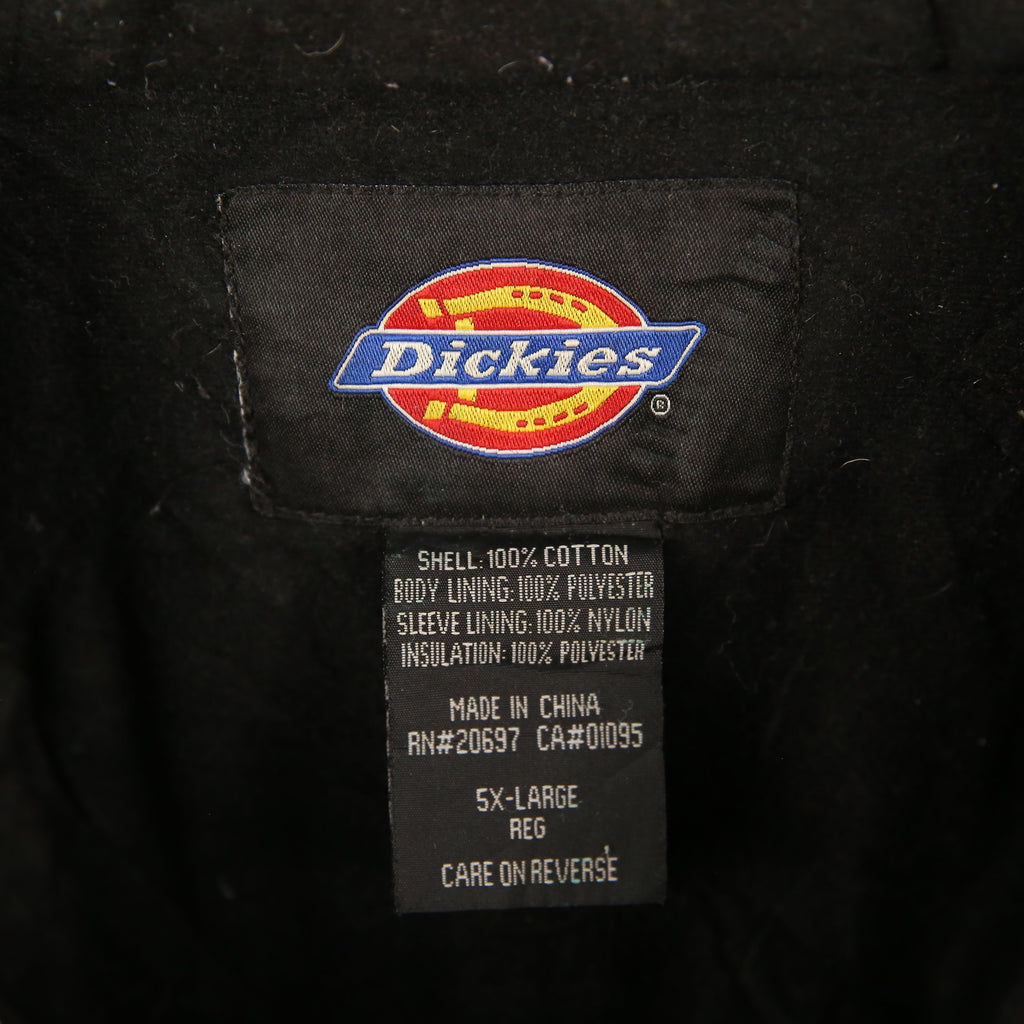 Dickies
®
SHELL: 100% COTTON
BODY LINING: 100% POLYESTER
SLEEVE LINING: 100% NYLON
INSULATION: 100% POLYESTER
MADE IN CHINA
RN#20697 CA#01095
5X-LARGE
REG
CARE ON REVERSE